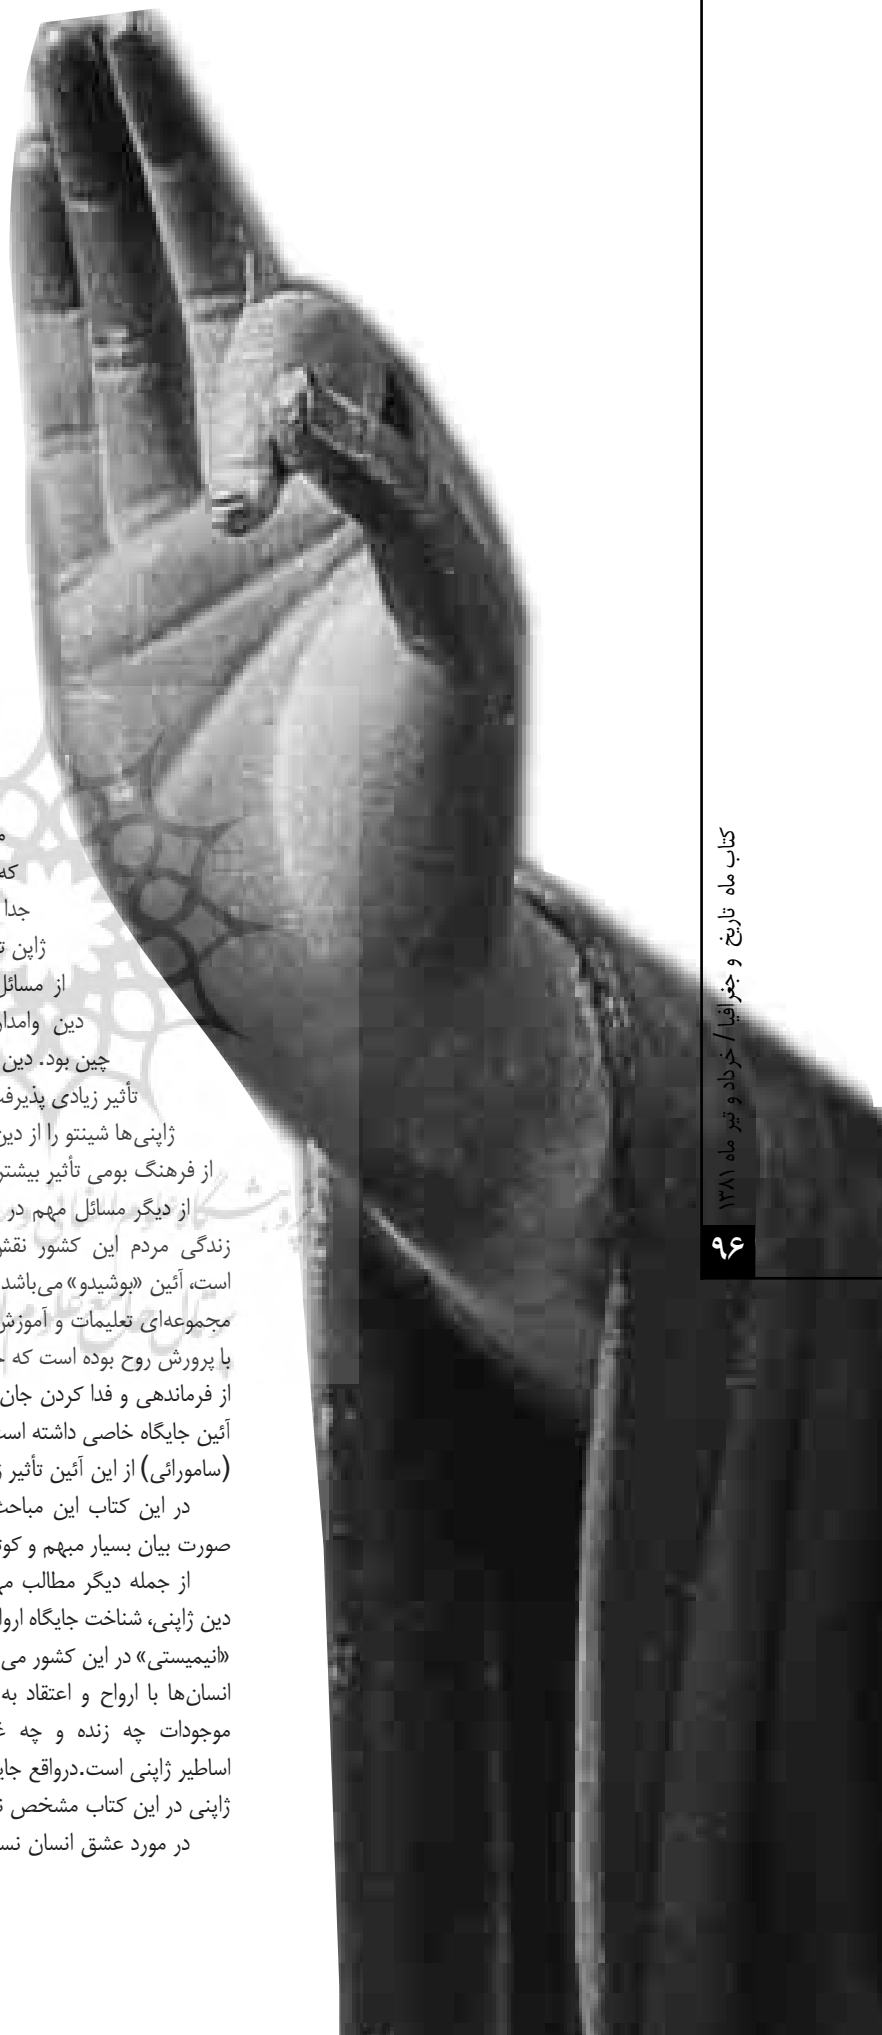 کتاب ماه تاریخ و جغرافیا / خرداد و تیر ماه ۱۳۸۱
۹۶
که
جدا
ژاپن
از مسائل
دین وامدار
چین بود. دین
تأثیر زیادی پذیرفت
ژاپنی‌ها شینتو را از دین
از فرهنگ بومی تأثیر بیشتر
از دیگر مسائل مهم در
زندگی مردم این کشور نقش
است، آئین «بوشیدو» می‌باشد
مجموعه‌ای تعلیمات و آموزش
با پرورش روح بوده است که
از فرماندهی و فدا کردن جان
آئین جایگاه خاصی داشته است
(سامورائی) از این آئین تأثیر
در این کتاب این مباحث
صورت بیان بسیار مبهم و
از جمله دیگر مطالب
دین ژاپنی، شناخت جایگاه
«انیمیستی» در این کشور می
انسان‌ها با ارواح و اعتقاد به
موجودات چه زنده و چه
اساطیر ژاپنی است.درواقع
ژاپنی در این کتاب مشخص
در مورد عشق انسان